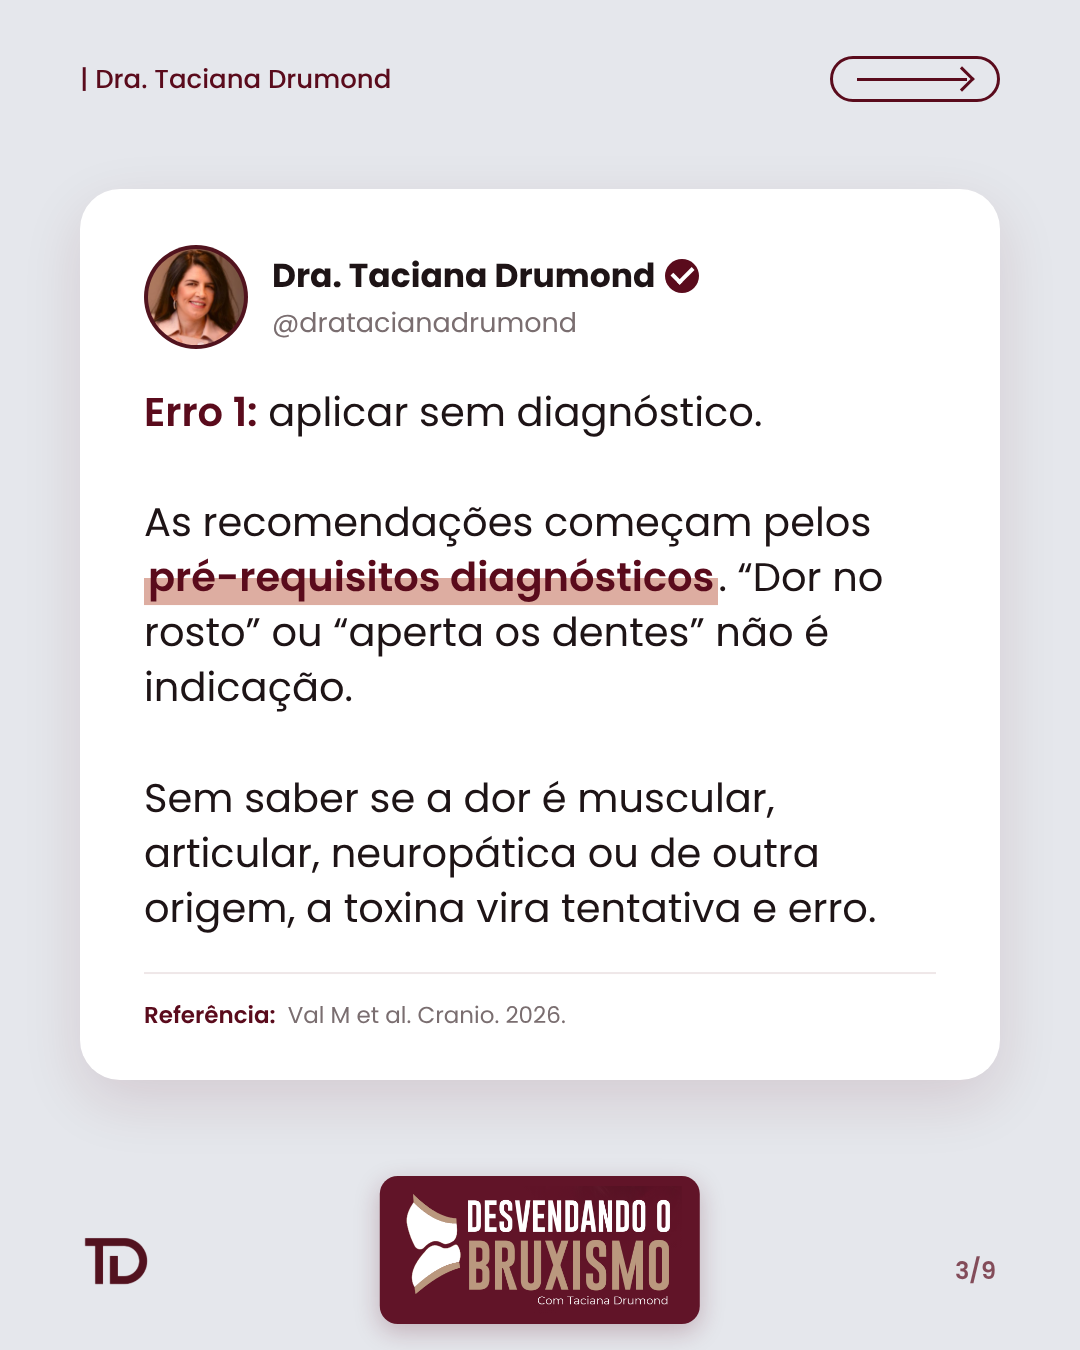 | Dra. Taciana Drumond
Dra. Taciana Drumond
@dratacianadrumond
Erro 1: aplicar sem diagnóstico.
As recomendações começam pelos
pré-requisitos diagnósticos. “Dor no
rosto” ou “aperta os dentes” não é
indicação.
Sem saber se a dor é muscular,
articular, neuropática ou de outra
origem, a toxina vira tentativa e erro.
Referência: Val M et al. Cranio. 2026.
TD
DESVENDANDO O
BRUXISMO
Com Taciana Drumond
3/9